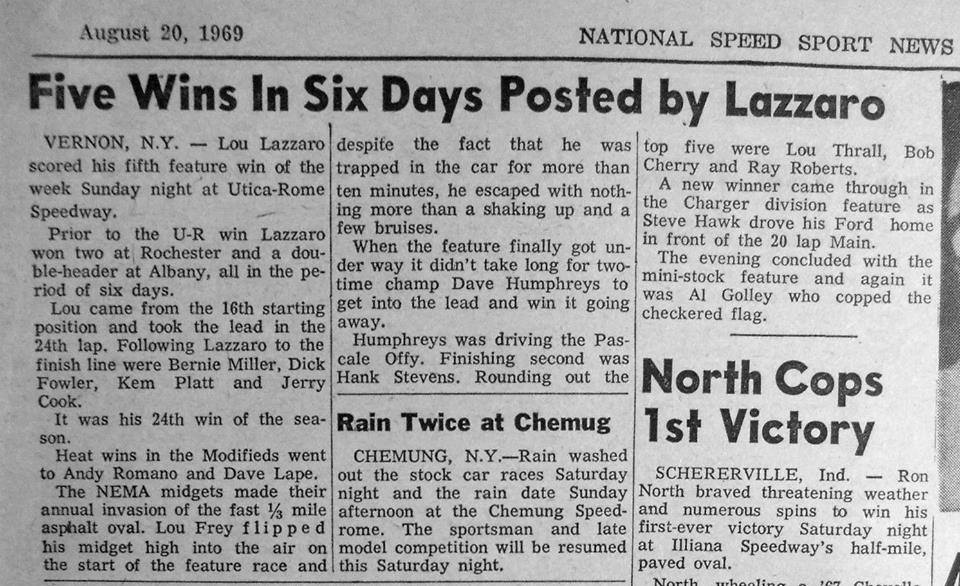 August 20, 1969
NATIONAL SPEED SPORT NEWS
Five Wins In Six Days Posted by Lazzaro
VERNON, N.Y. — Lou Lazzaro
scored his fifth feature win of the
week Sunday night at Utica-Rome
Speedway.
Prior to the U-R win Lazzaro
won two at Rochester and a dou-
ble-header at Albany, all in the pe-
riod of six days.
Lou came from the 16th starting
position and took the lead in the
24th lap. Following Lazzaro to the
finish line were Bernie Miller, Dick
Fowler, Kem Platt and Jerry
Cook.
It was his 24th win of the sea-
son.
Heat wins in the Modifieds went
to Andy Romano and Dave Lape.
The NEMA midgets made their
annual invasion of the fast ⅓ mile
asphalt oval. Lou Frey flipped
his midget high into the air on
the start of the feature race and
despite the fact that he was
trapped in the car for more than
ten minutes, he escaped with noth-
ing more than a shaking up and a
few bruises.
When the feature finally got un-
der way it didn't take long for two-
time champ Dave Humphreys to
get into the lead and win it going
away.
Humphreys was driving the Pas-
cale Offy. Finishing second was
Hank Stevens. Rounding out the
top five were Lou Thrall, Bob
Cherry and Ray Roberts.
A new winner came through in
the Charger division feature as
Steve Hawk drove his Ford home
in front of the 20 lap Main.
The evening concluded with the
mini-stock feature and again it
was Al Golley who copped the
checkered flag.
Rain Twice at Chemug
CHEMUNG, N.Y.—Rain washed
out the stock car races Saturday
night and the rain date Sunday
afternoon at the Chemung Speed-
rome. The sportsman and late
model competition will be resumed
this Saturday night.
North Cops
1st Victory
SCHERERVILLE, Ind. — Ron
North braved threatening weather
and numerous spins to win his
first-ever victory Saturday night
at Illiana Speedway's half-mile,
paved oval.
North, wheeling a '67 Chevelle